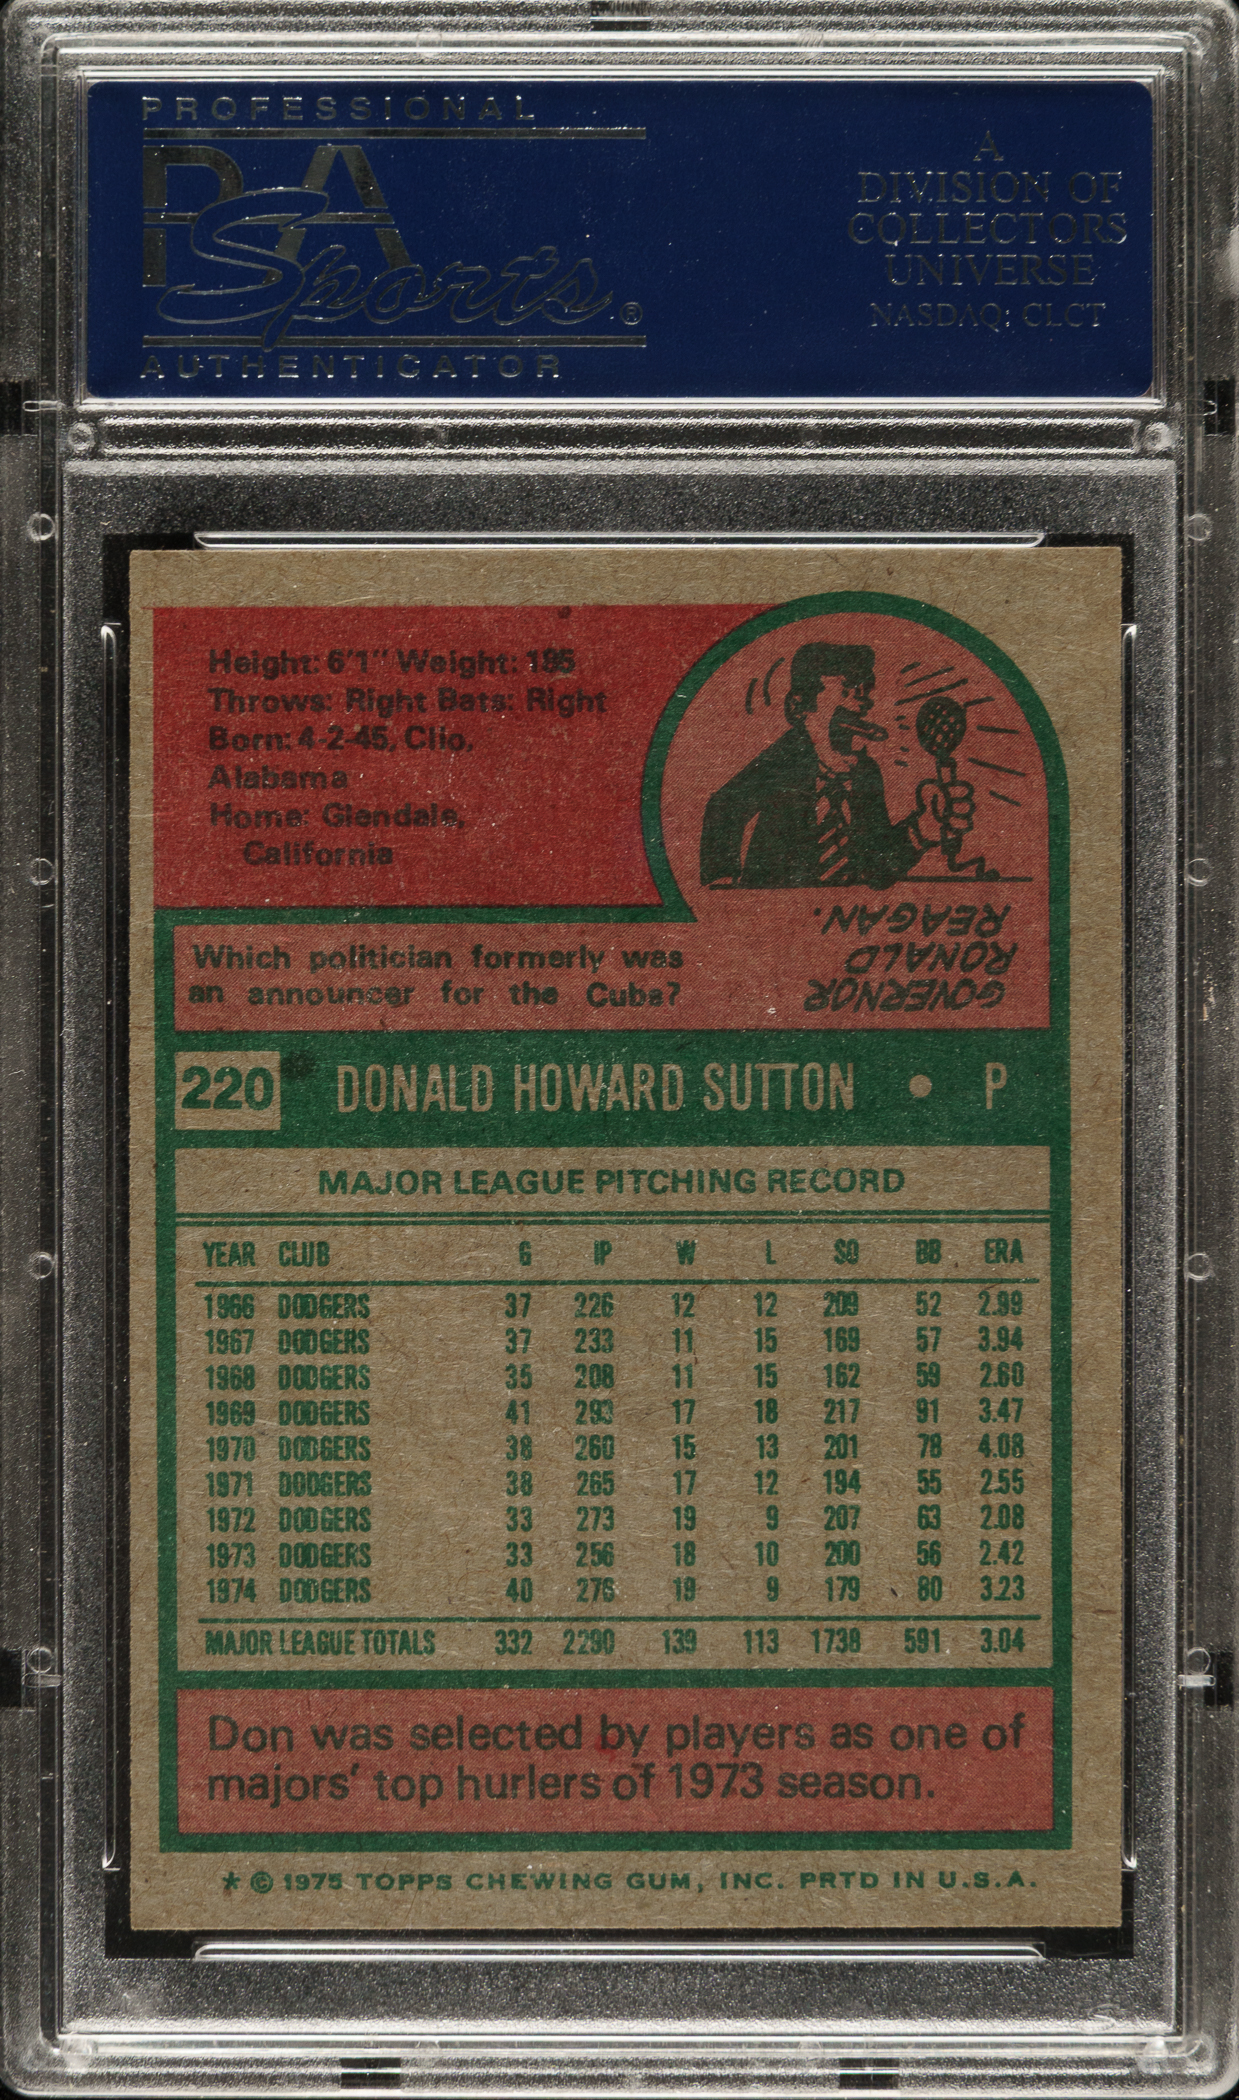 PROFESSIONAL
PSA
Sports®
AUTHENTICATOR
A
DIVISION OF
COLLECTORS
UNIVERSE
NASDAQ: CLCT
Height: 6'1" Weight: 185
Throws: Right Bats: Right
Born: 4-2-45, Clio,
Alabama
Home: Glendale,
California
Which politician formerly was
an announcer for the Cubs?
GOVERNOR
RONALD
REAGAN.
220 DONALD HOWARD SUTTON • P
MAJOR LEAGUE PITCHING RECORD
YEAR CLUB G IP W L SO BB ERA
1966 DODGERS 37 226 12 12 209 52 2.99
1967 DODGERS 37 233 11 15 169 57 3.94
1968 DODGERS 35 208 11 15 162 59 2.60
1969 DODGERS 41 293 17 18 217 91 3.47
1970 DODGERS 38 260 15 13 201 78 4.08
1971 DODGERS 38 265 17 12 194 55 2.55
1972 DODGERS 33 273 19 9 207 63 2.08
1973 DODGERS 33 256 18 10 200 56 2.42
1974 DODGERS 40 276 19 9 179 80 3.23
MAJOR LEAGUE TOTALS 332 2290 139 113 1738 591 3.04
Don was selected by players as one of
majors' top hurlers of 1973 season.
* © 1975 TOPPS CHEWING GUM, INC. PRTD IN U.S.A.